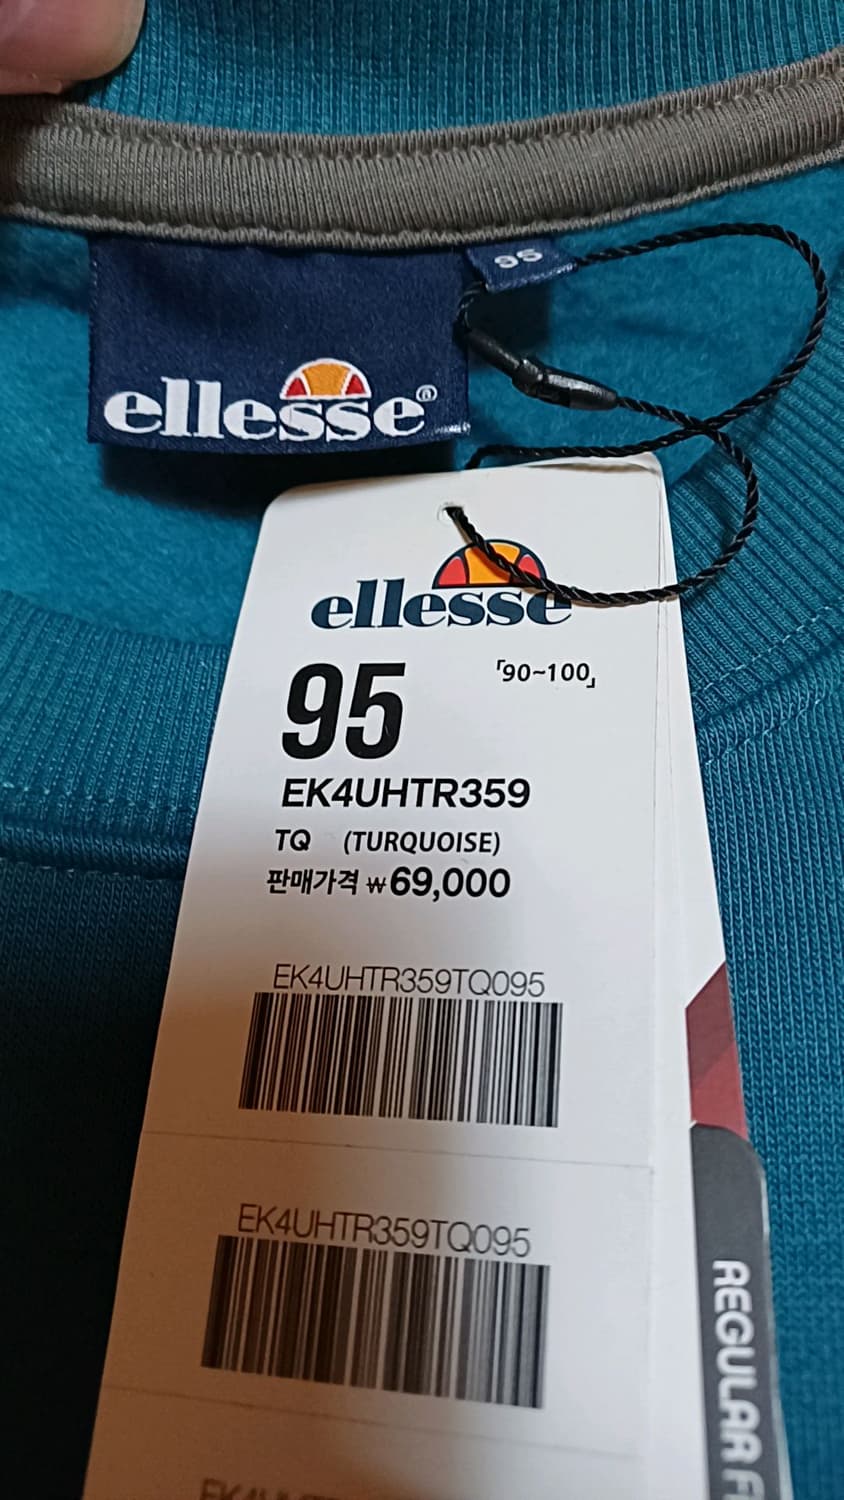 95
ellesse®
ellesse
95 「90~100」
EK4UHTR359
TQ (TURQUOISE)
판매가격 ₩69,000
EK4UHTR359TQ095
EK4UHTR359TQ095
REGULAR